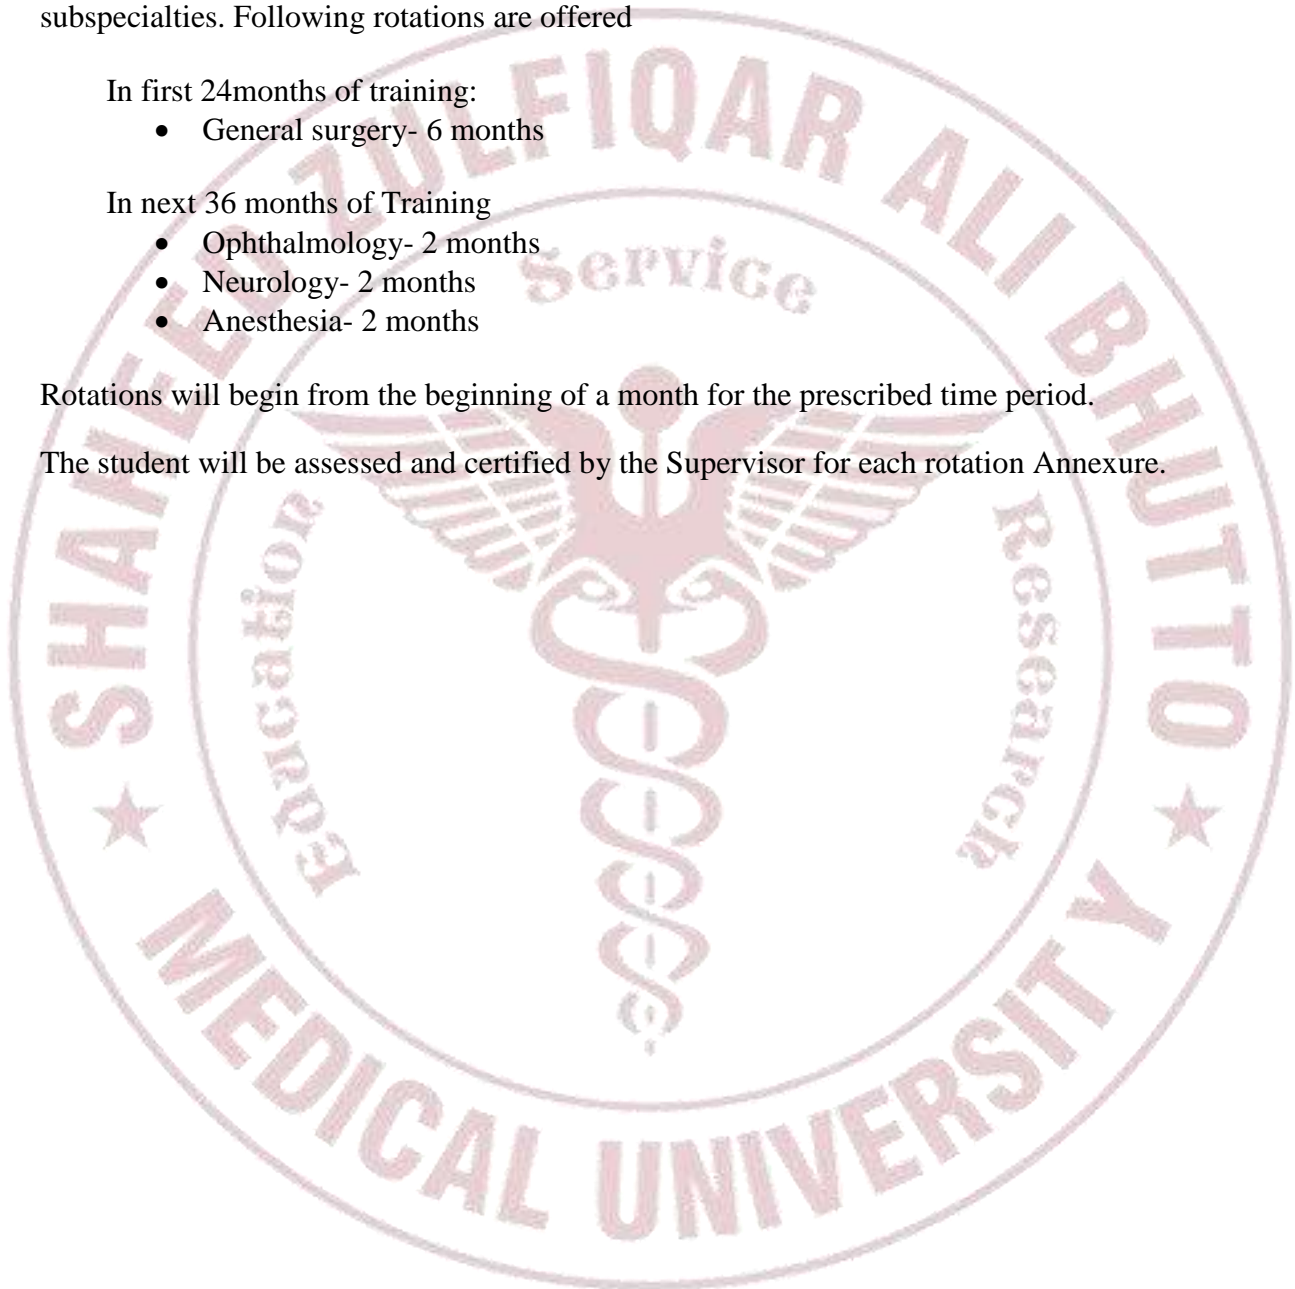 subspecialties. Following rotations are offered
In first 24months of training:
• General surgery- 6 months
In next 36 months of Training
• Ophthalmology- 2 months
• Neurology- 2 months
• Anesthesia- 2 months
Rotations will begin from the beginning of a month for the prescribed time period.
The student will be assessed and certified by the Supervisor for each rotation Annexure.
SHAHEED ZULFIQAR ALI BHUTTO
MEDICAL UNIVERSITY
Service
Education
Research